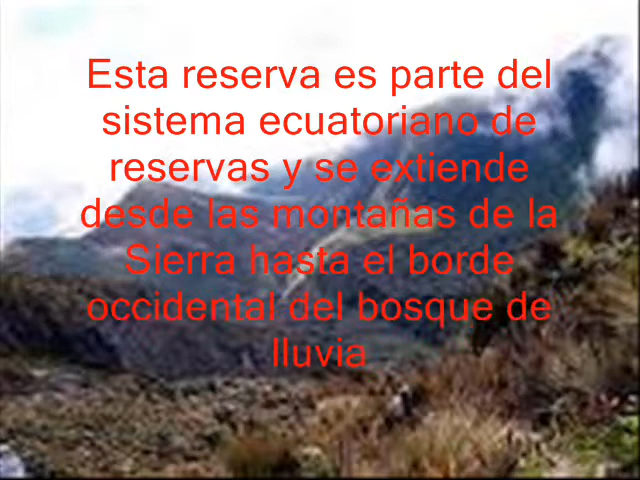 Esta reserva es parte del
sistema ecuatoriano de
reservas y se extiende
desde las montañas de la
Sierra hasta el borde
occidental del bosque de
lluvia